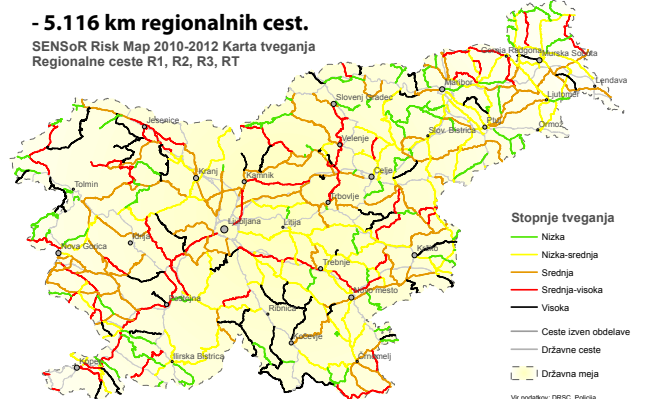 - 5.116 km regionalnih cest.
SENSoR Risk Map 2010-2012 Karta tveganja
Regionalne ceste R1, R2, R3, RT
Gornja Radgona
Murska Sobota
Maribor
Lendava
Slovenj Gradec
Ljutomer
Jesenice
Ptuj
Ormož
Slov. Bistrica
Velenje
Kranj
Kamnik
Celje
Tolmin
Trbovlje
Ljubljana
Litija
Stopnje tveganja
Idrija
Nizka
Nova Gorica
Krško
Nizka-srednja
Trebnje
Srednja
Postojna
Novo mesto
Srednja-visoka
Ribnica
Visoka
Ceste izven obdelave
Kočevje
Državne ceste
Koper
Ilirska Bistrica
Črnomelj
Državna meja
Vir podatkov: DRSC, Policija